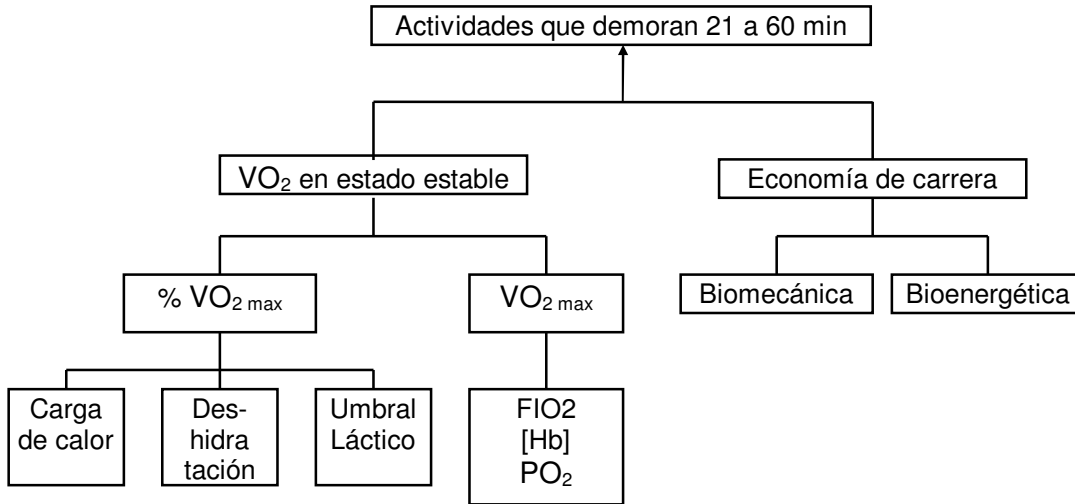 Actividades que demoran 21 a 60 min
VO₂ en estado estable
Economía de carrera
% VO₂ max
VO₂ max
Biomecánica
Bioenergética
Carga
de calor
Des-
hidra
tación
Umbral
Láctico
FIO2
[Hb]
PO₂